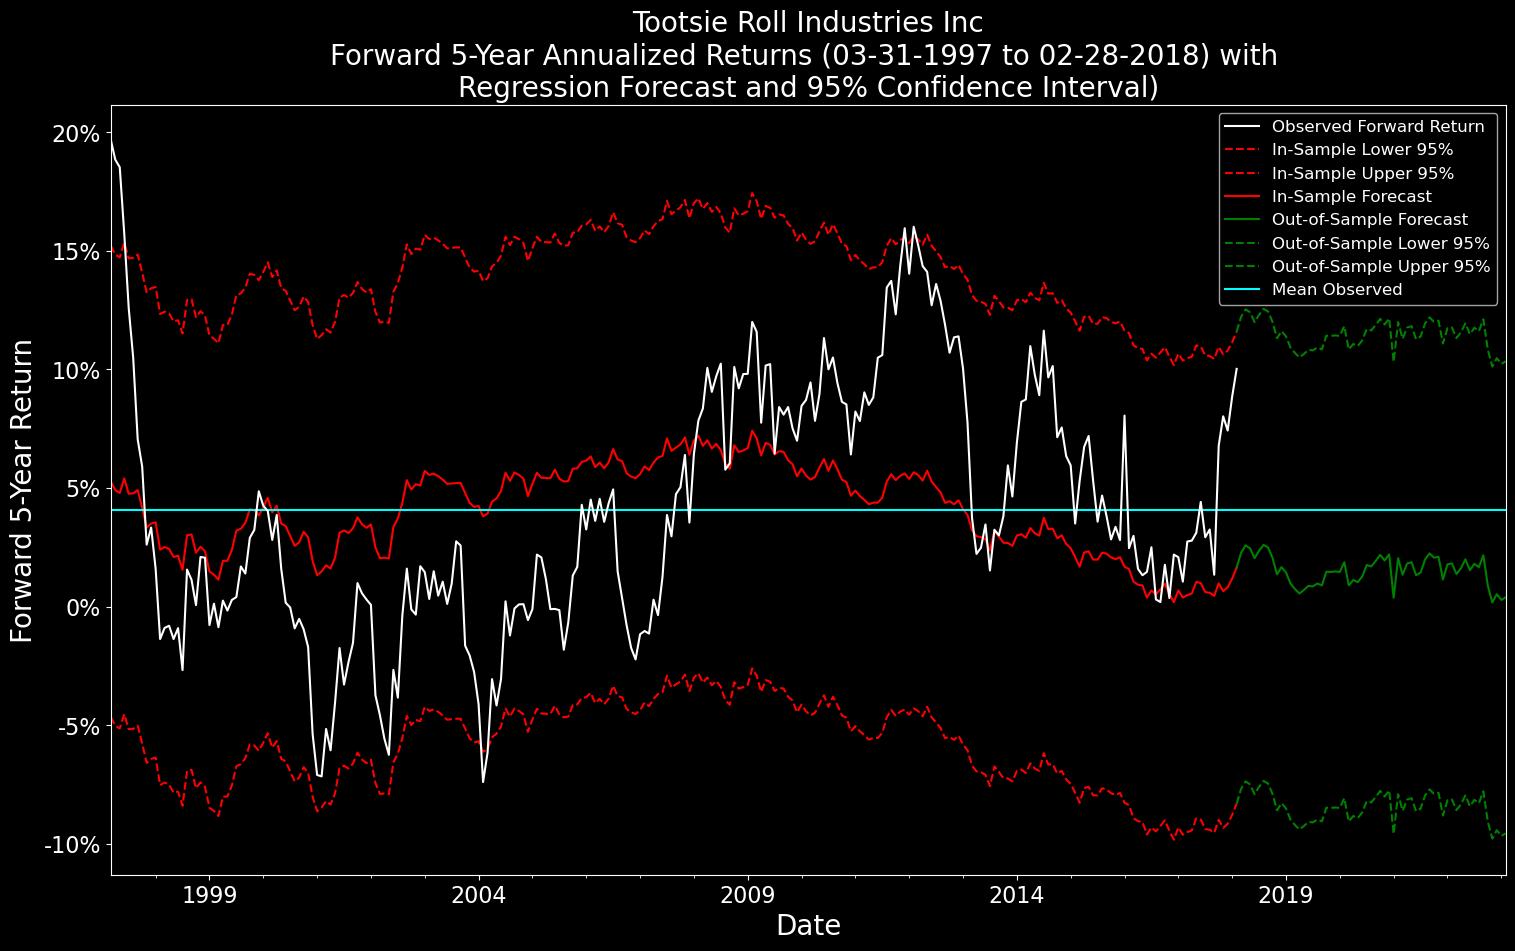 Tootsie Roll Industries Inc
Forward 5-Year Annualized Returns (03-31-1997 to 02-28-2018) with
Regression Forecast and 95% Confidence Interval)
Forward 5-Year Return
20%
15%
10%
5%
0%
-5%
-10%
Observed Forward Return
In-Sample Lower 95%
In-Sample Upper 95%
In-Sample Forecast
Out-of-Sample Forecast
Out-of-Sample Lower 95%
Out-of-Sample Upper 95%
Mean Observed
1999
2004
2009
2014
2019
Date